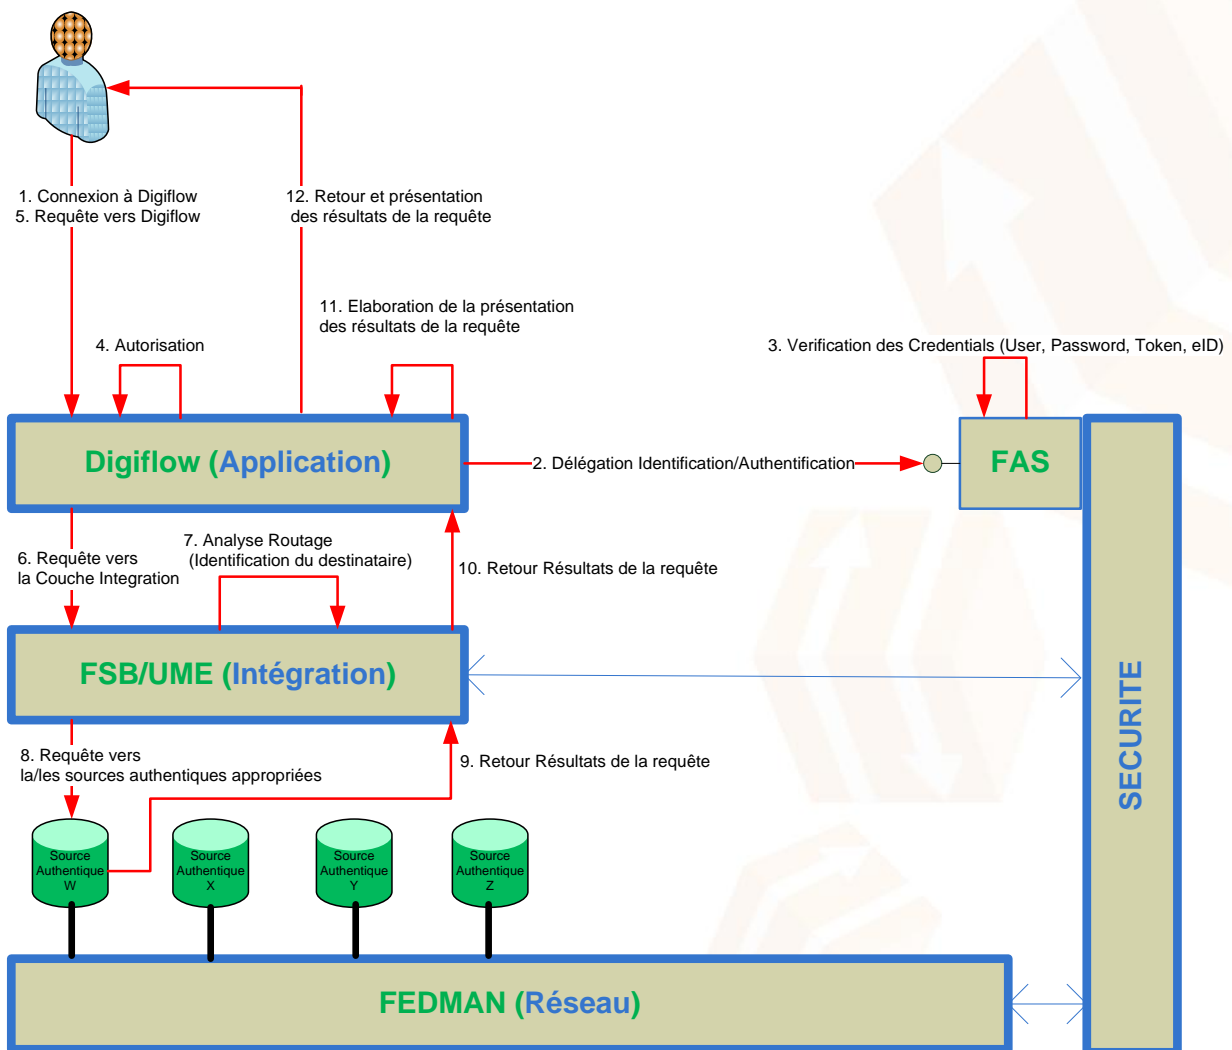 1. Connexion à Digiflow
5. Requête vers Digiflow
12. Retour et présentation
des résultats de la requête
11. Elaboration de la présentation
des résultats de la requête
4. Autorisation
3. Verification des Credentials (User, Password, Token, eID)
Digiflow (Application)
2. Délégation Identification/Authentification
FAS
6. Requête vers
la Couche Integration
7. Analyse Routage
(Identification du destinataire)
10. Retour Résultats de la requête
FSB/UME (Intégration)
SECURITE
8. Requête vers
la/les sources authentiques appropriées
9. Retour Résultats de la requête
Source
Authentique
W
Source
Authentique
X
Source
Authentique
Y
Source
Authentique
Z
FEDMAN (Réseau)